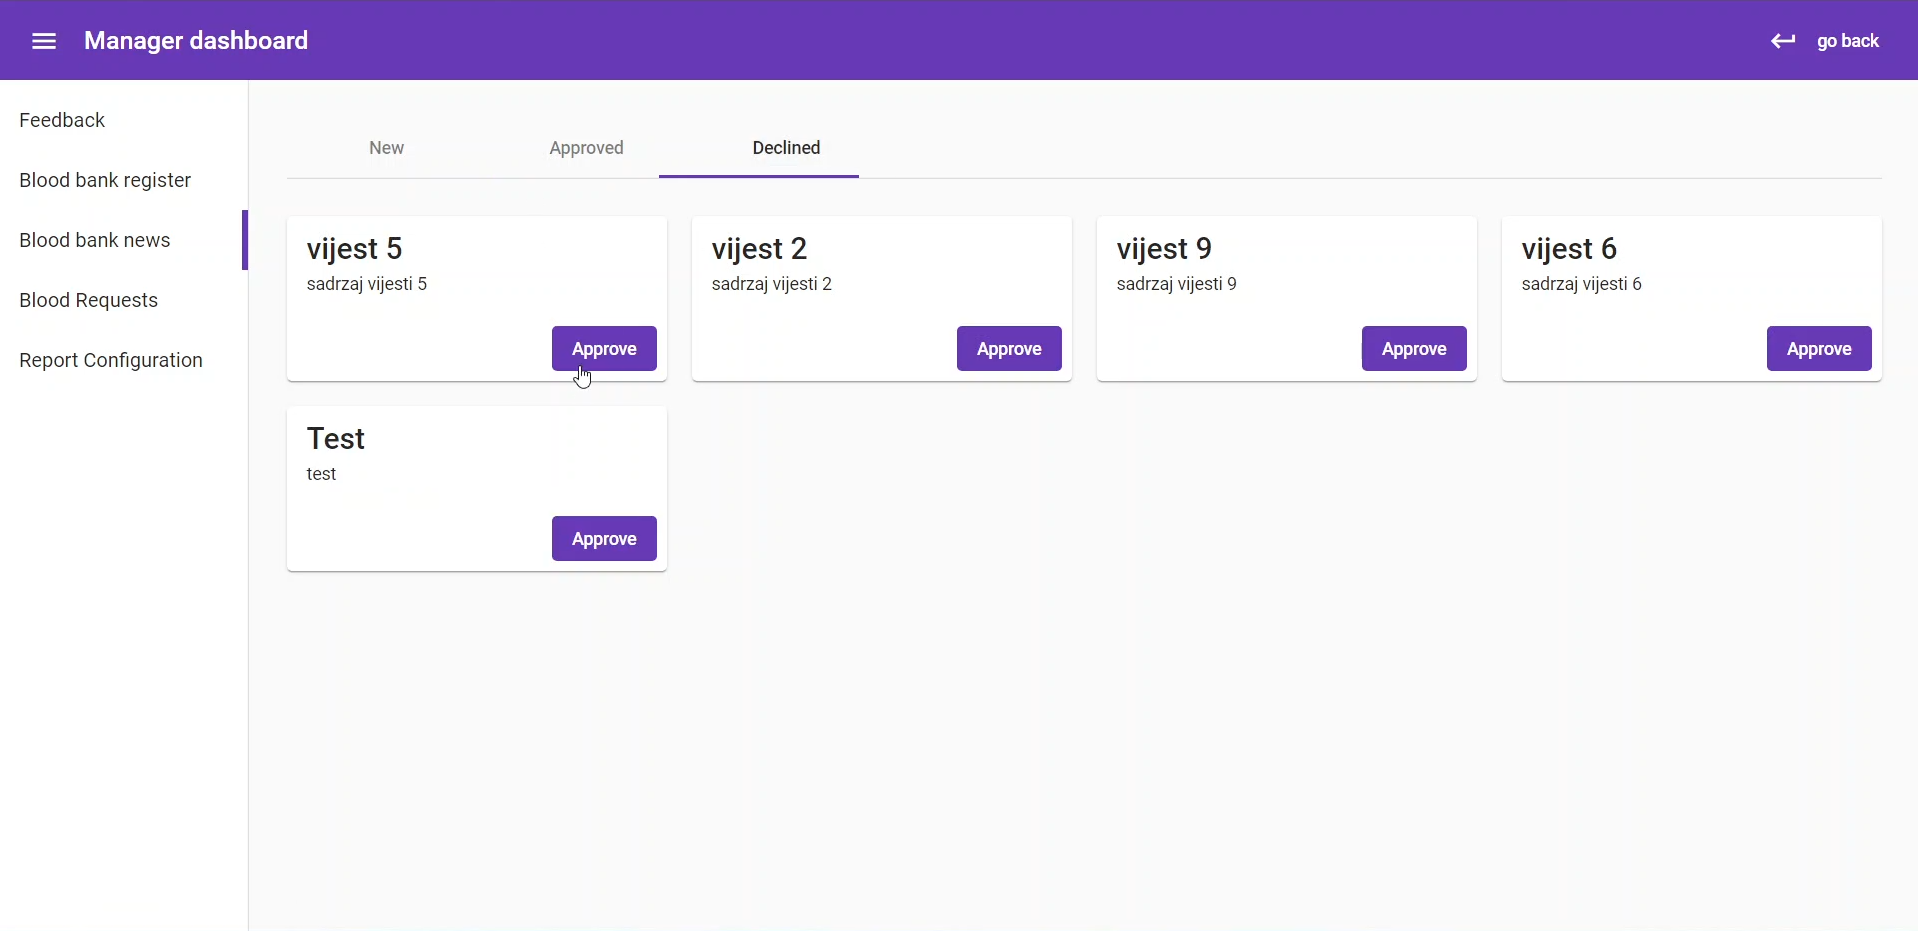 Manager dashboard
go back
Feedback
Blood bank register
Blood bank news
Blood Requests
Report Configuration
New
Approved
Declined
vijest 5
sadrzaj vijesti 5
Approve
vijest 2
sadrzaj vijesti 2
Approve
vijest 9
sadrzaj vijesti 9
Approve
vijest 6
sadrzaj vijesti 6
Approve
Test
test
Approve